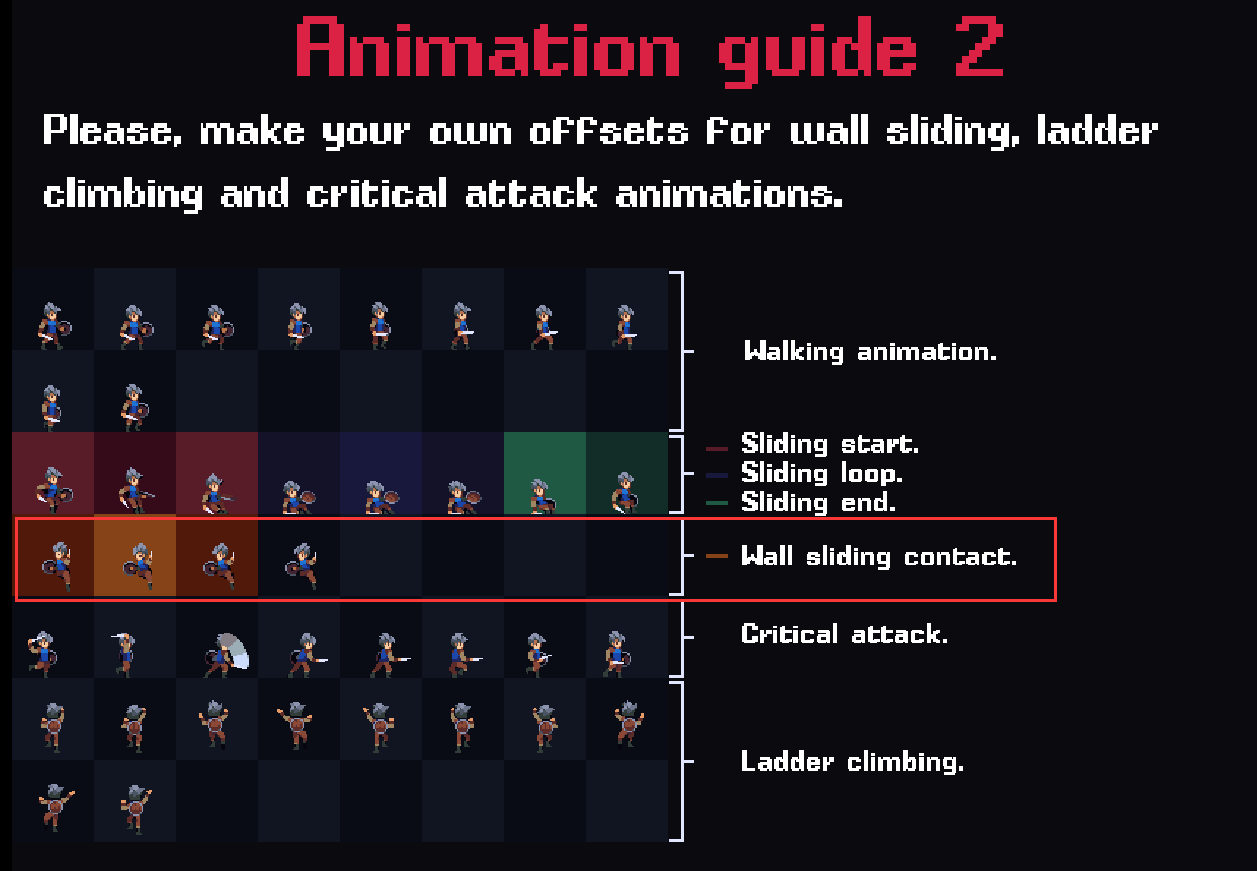 Animation guide 2
Please, make your own offsets for wall sliding, ladder
climbing and critical attack animations.
Walking animation.
Sliding start.
Sliding loop.
Sliding end.
Wall sliding contact.
Critical attack.
Ladder climbing.